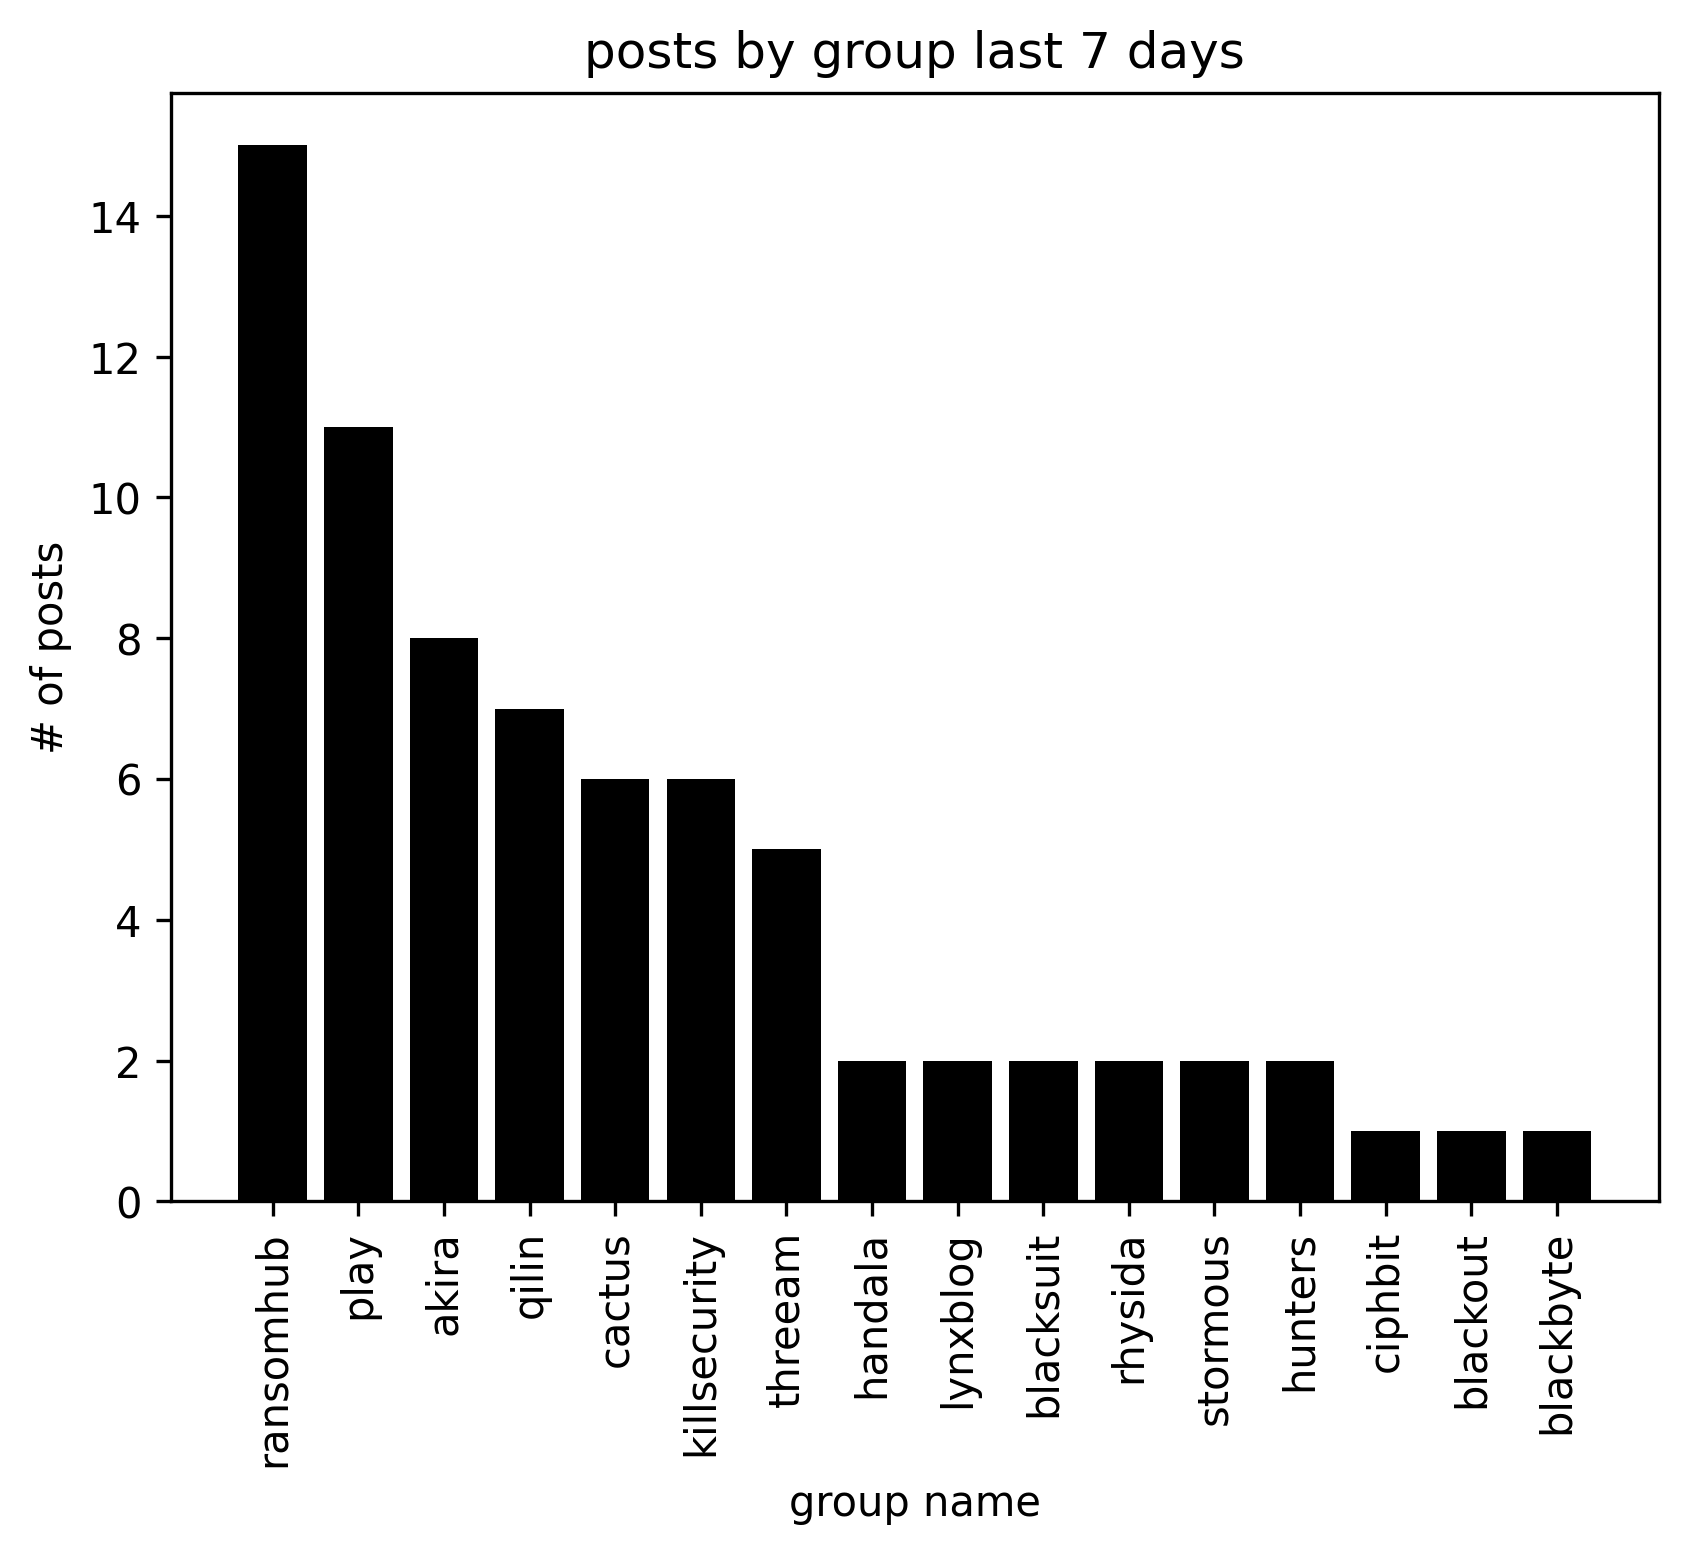 posts by group last 7 days
# of posts
14
12
10
8
6
4
2
0
ransomhub
play
akira
qilin
cactus
killsecurity
threeam
handala
lynxblog
blacksuit
rhysida
stormous
hunters
ciphbit
blackout
blackbyte
group name